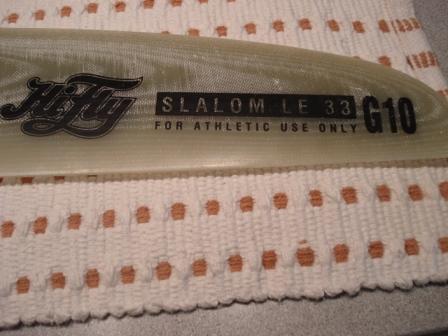 HiFly
SLALOM LE 33
FOR ATHLETIC USE ONLY
G10